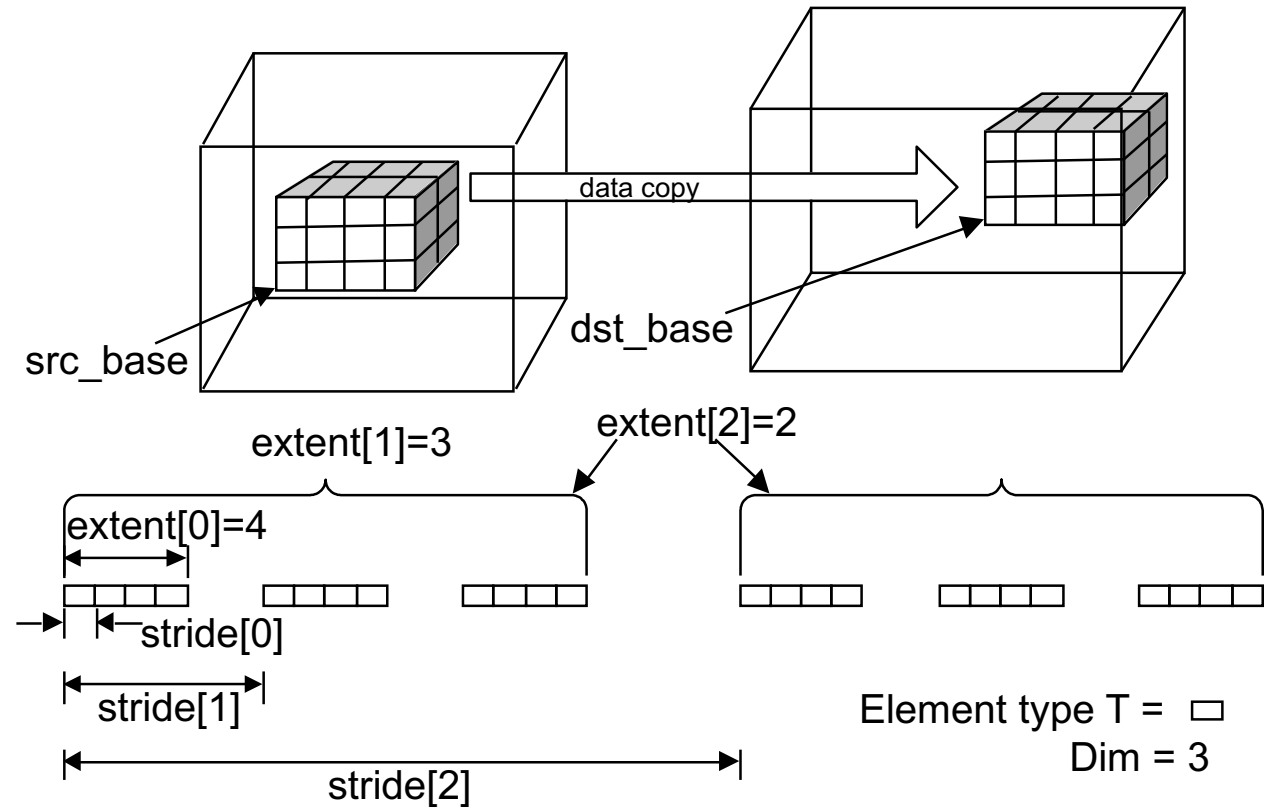 data copy
src_base
dst_base
extent[1]=3
extent[2]=2
extent[0]=4
stride[0]
stride[1]
stride[2]
Element type T =
Dim = 3